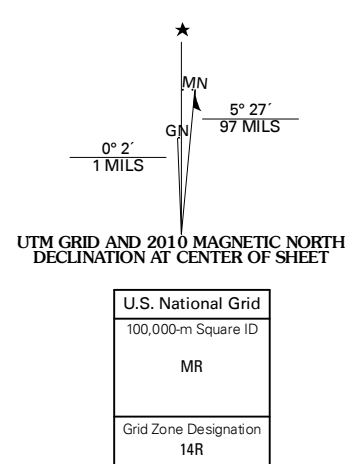 MN
5° 27´
97 MILS
GN
0° 2´
1 MILS
UTM GRID AND 2010 MAGNETIC NORTH
DECLINATION AT CENTER OF SHEET
U.S. National Grid
100,000-m Square ID
MR
Grid Zone Designation
14R